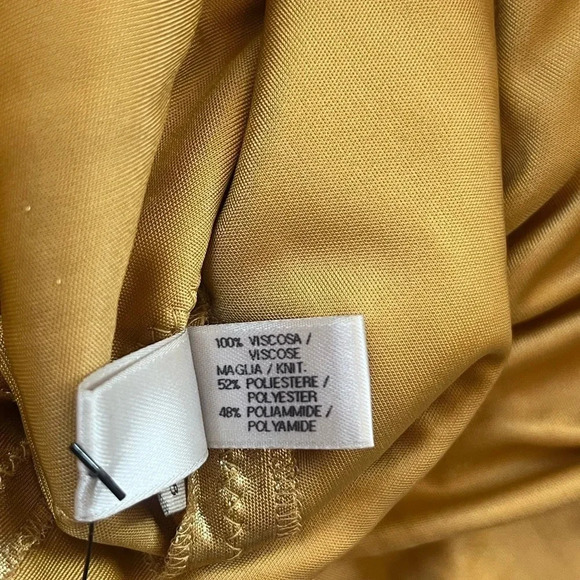 100% VISCOSA /
VISCOSE
MAGLIA / KNIT.
52% POLIESTERE /
POLYESTER
48% POLIAMMIDE /
POLYAMIDE